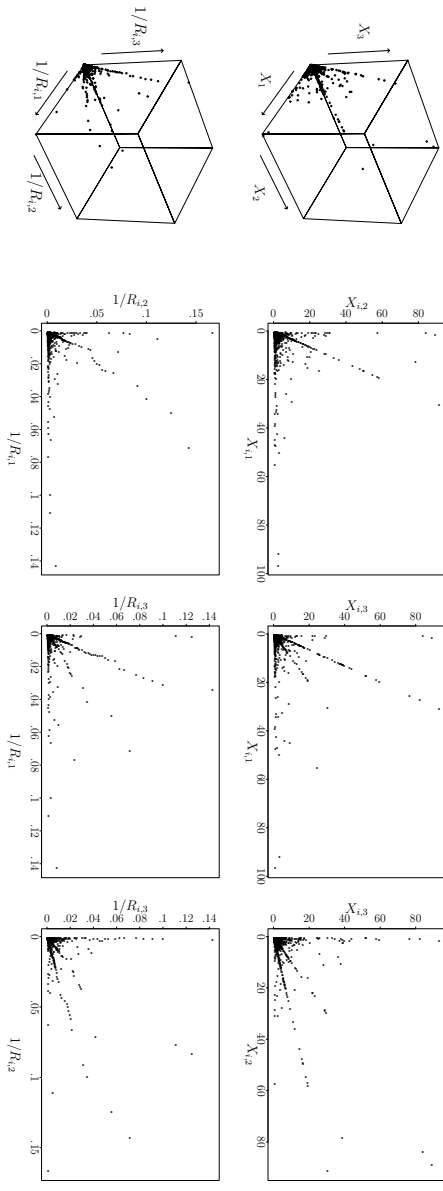 X_3
X_1
X_2
X_{i,2}
0 20 40 60 80
0 20 40 60 80 100
X_{i,1}
X_{i,3}
0 20 40 60 80
0 20 40 60 80 100
X_{i,1}
X_{i,3}
0 20 40 60 80
0 20 40 60 80
X_{i,2}
1/R_{i,3}
1/R_{i,1}
1/R_{i,2}
1/R_{i,2}
0 .05 .1 .15
0 .02 .04 .06 .08 .1 .12 .14
1/R_{i,1}
1/R_{i,3}
0 .02 .04 .06 .08 .1 .12 .14
0 .02 .04 .06 .08 .1 .12 .14
1/R_{i,1}
1/R_{i,3}
0 .02 .04 .06 .08 .1 .12 .14
0 .05 .1 .15
1/R_{i,2}